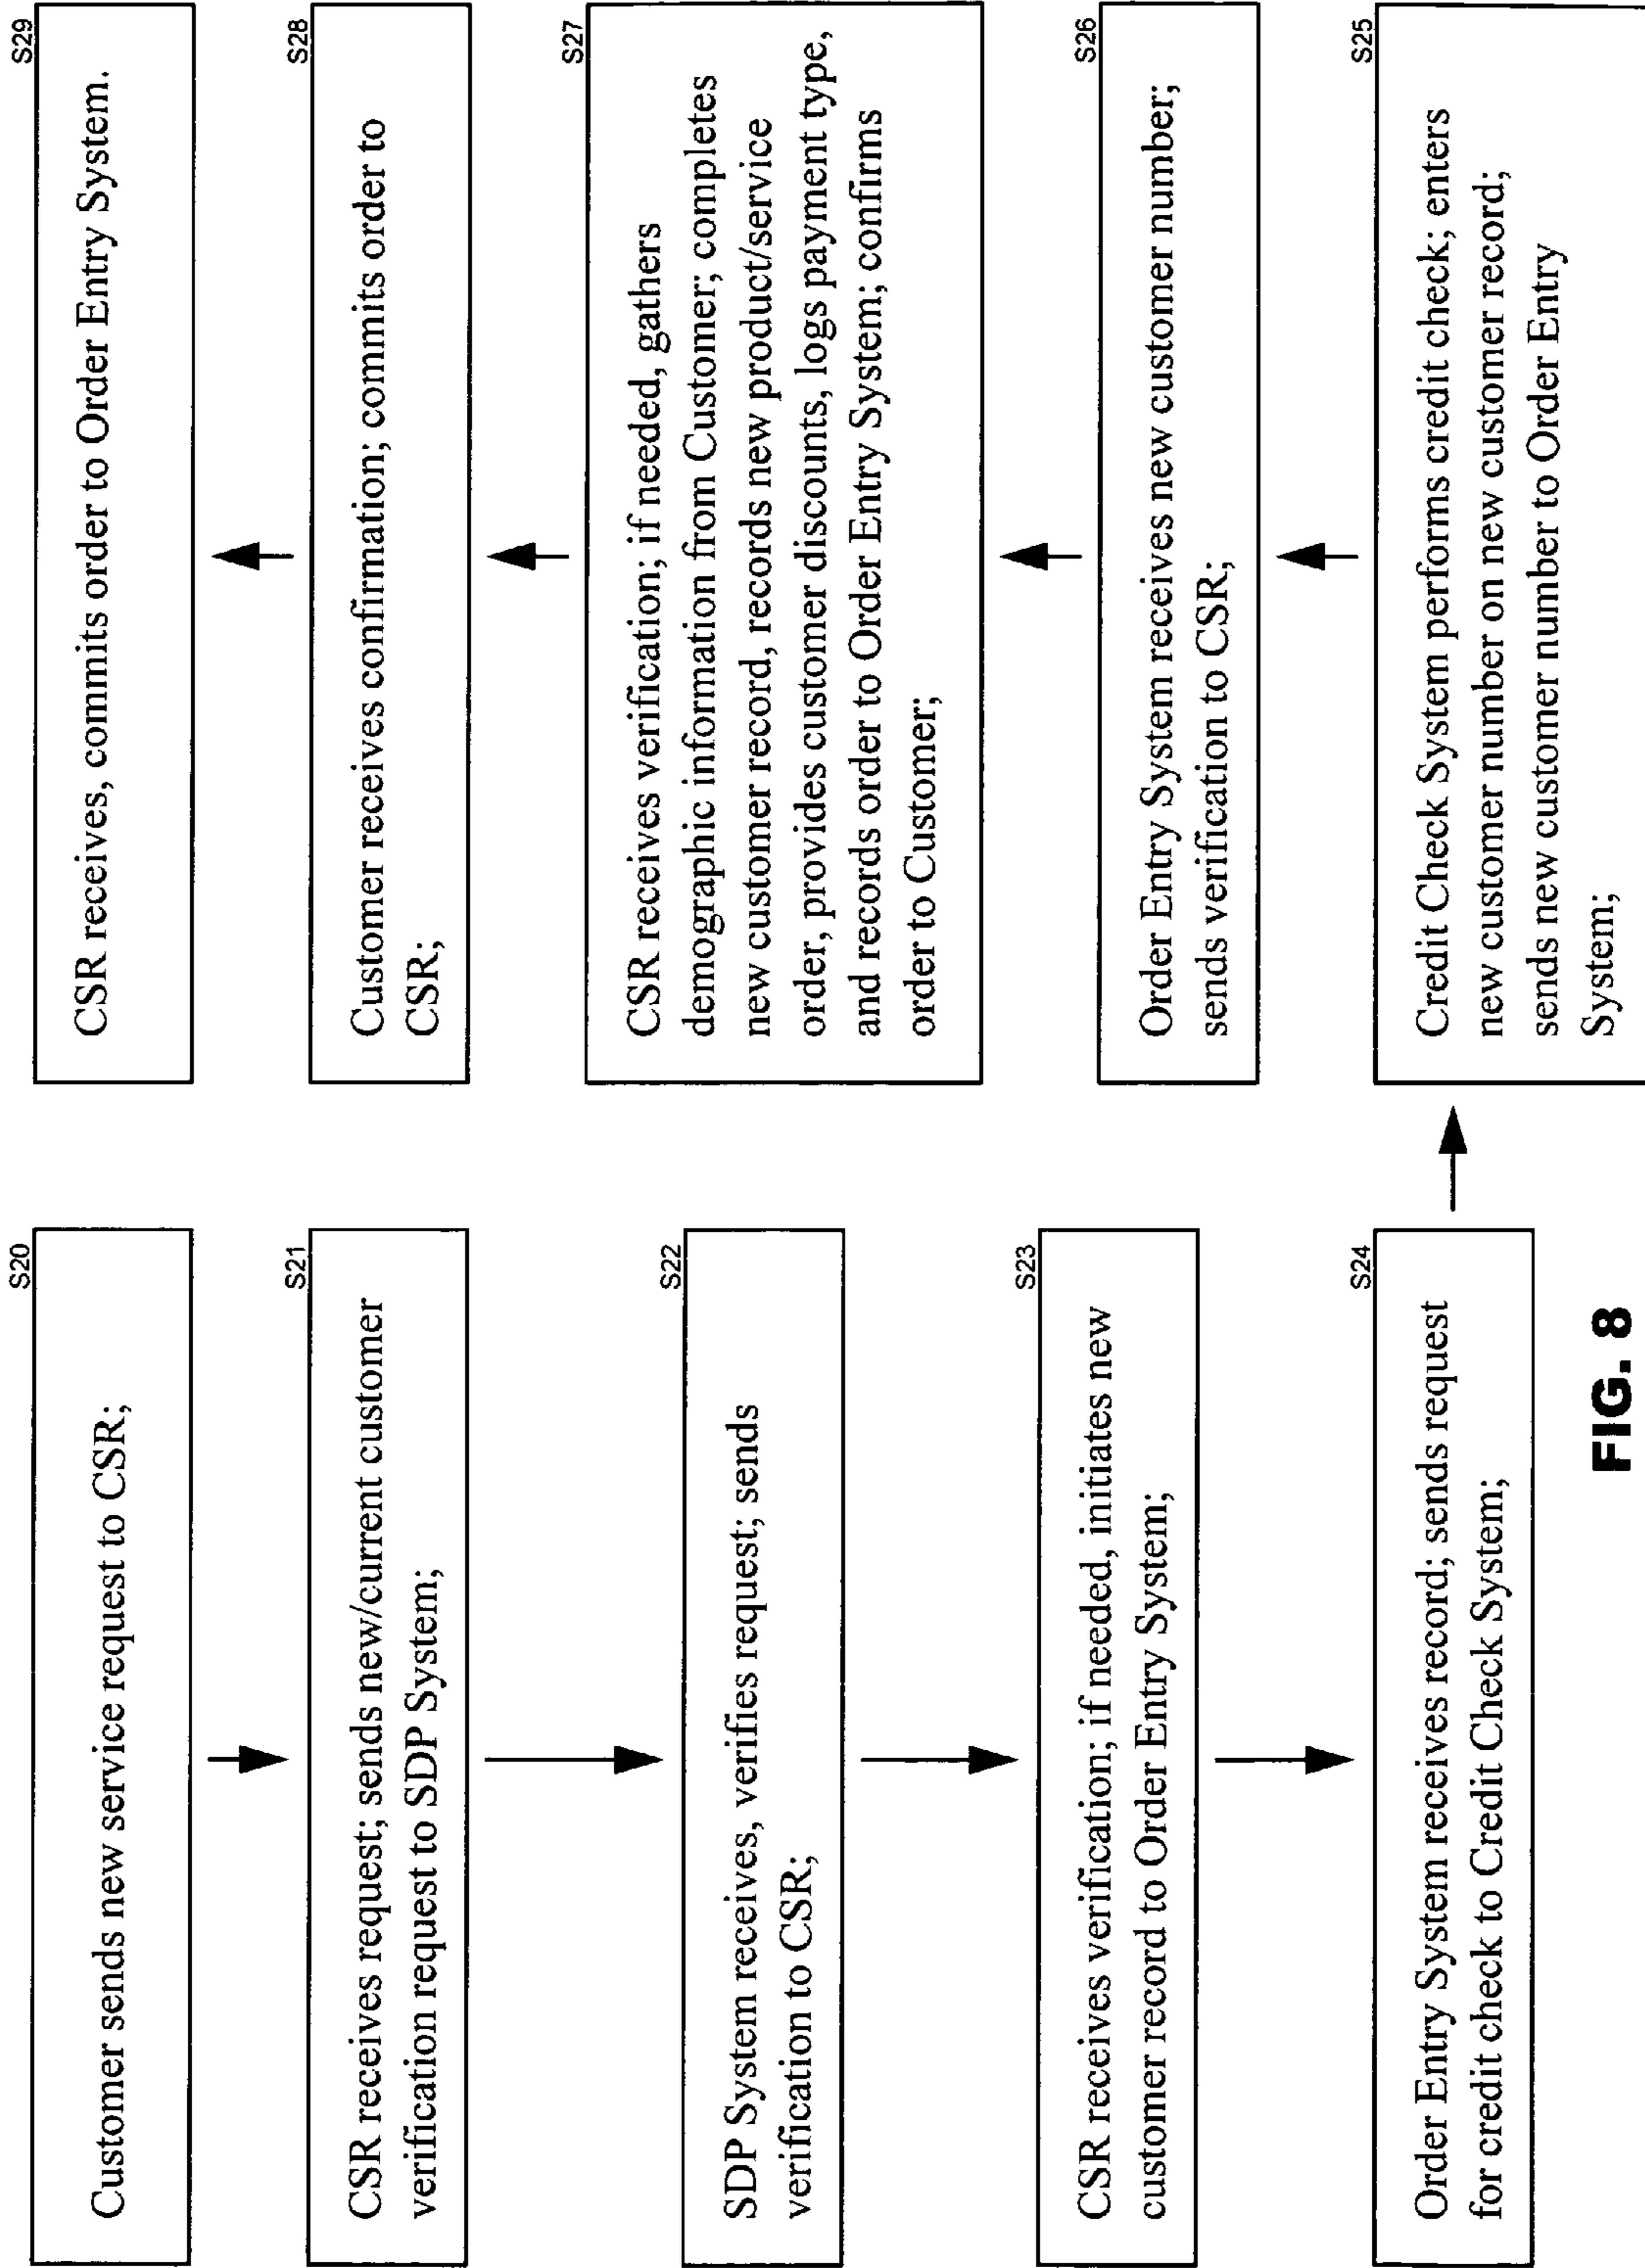 S20
Customer sends new service request to CSR;
S21
CSR receives request; sends new/current customer
verification request to SDP System;
S22
SDP System receives, verifies request; sends
verification to CSR;
S23
CSR receives verification; if needed, initiates new
customer record to Order Entry System;
S24
Order Entry System receives record; sends request
for credit check to Credit Check System;
S25
Credit Check System performs credit check; enters
new customer number on new customer record;
sends new customer number to Order Entry
System;
S26
Order Entry System receives new customer number;
sends verification to CSR;
S27
CSR receives verification; if needed, gathers
demographic information from Customer; completes
new customer record, records new product/service
order, provides customer discounts, logs payment type,
and records order to Order Entry System; confirms
order to Customer;
S28
Customer receives confirmation; commits order to
CSR;
S29
CSR receives, commits order to Order Entry System.
FIG. 8